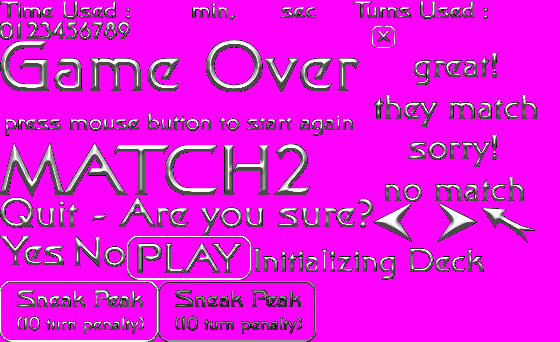 Time Used : min, sec Turns Used :
0123456789
Game Over
great!
they match
press mouse button to start again
sorry!
MATCH2
no match
Quit - Are you sure?
Yes No PLAY Initializing Deck
Sneak Peak Sneak Peak
(10 turn penalty) (10 turn penalty)